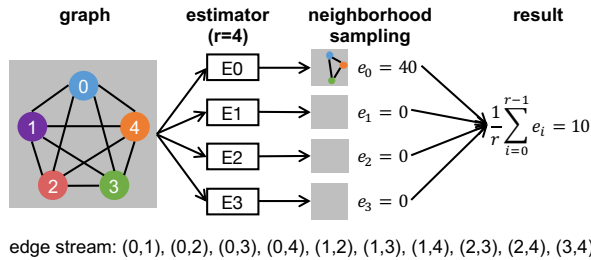 graph
estimator
(r=4)
neighborhood
sampling
result
0
1
4
2
3
E0
E1
E2
E3
e₀ = 40
e₁ = 0
e₂ = 0
e₃ = 0
1/r ∑_{i=0}^{r−1} eᵢ = 10
edge stream: (0,1), (0,2), (0,3), (0,4), (1,2), (1,3), (1,4), (2,3), (2,4), (3,4)